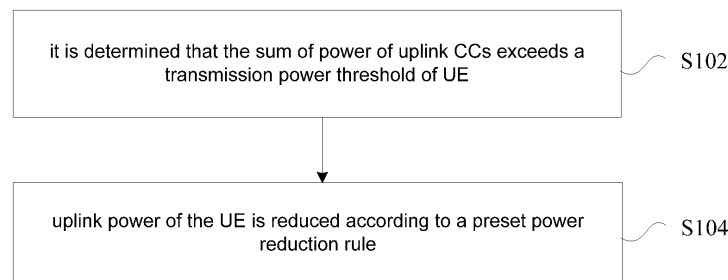 it is determined that the sum of power of uplink CCs exceeds a
transmission power threshold of UE
S102
uplink power of the UE is reduced according to a preset power
reduction rule
S104